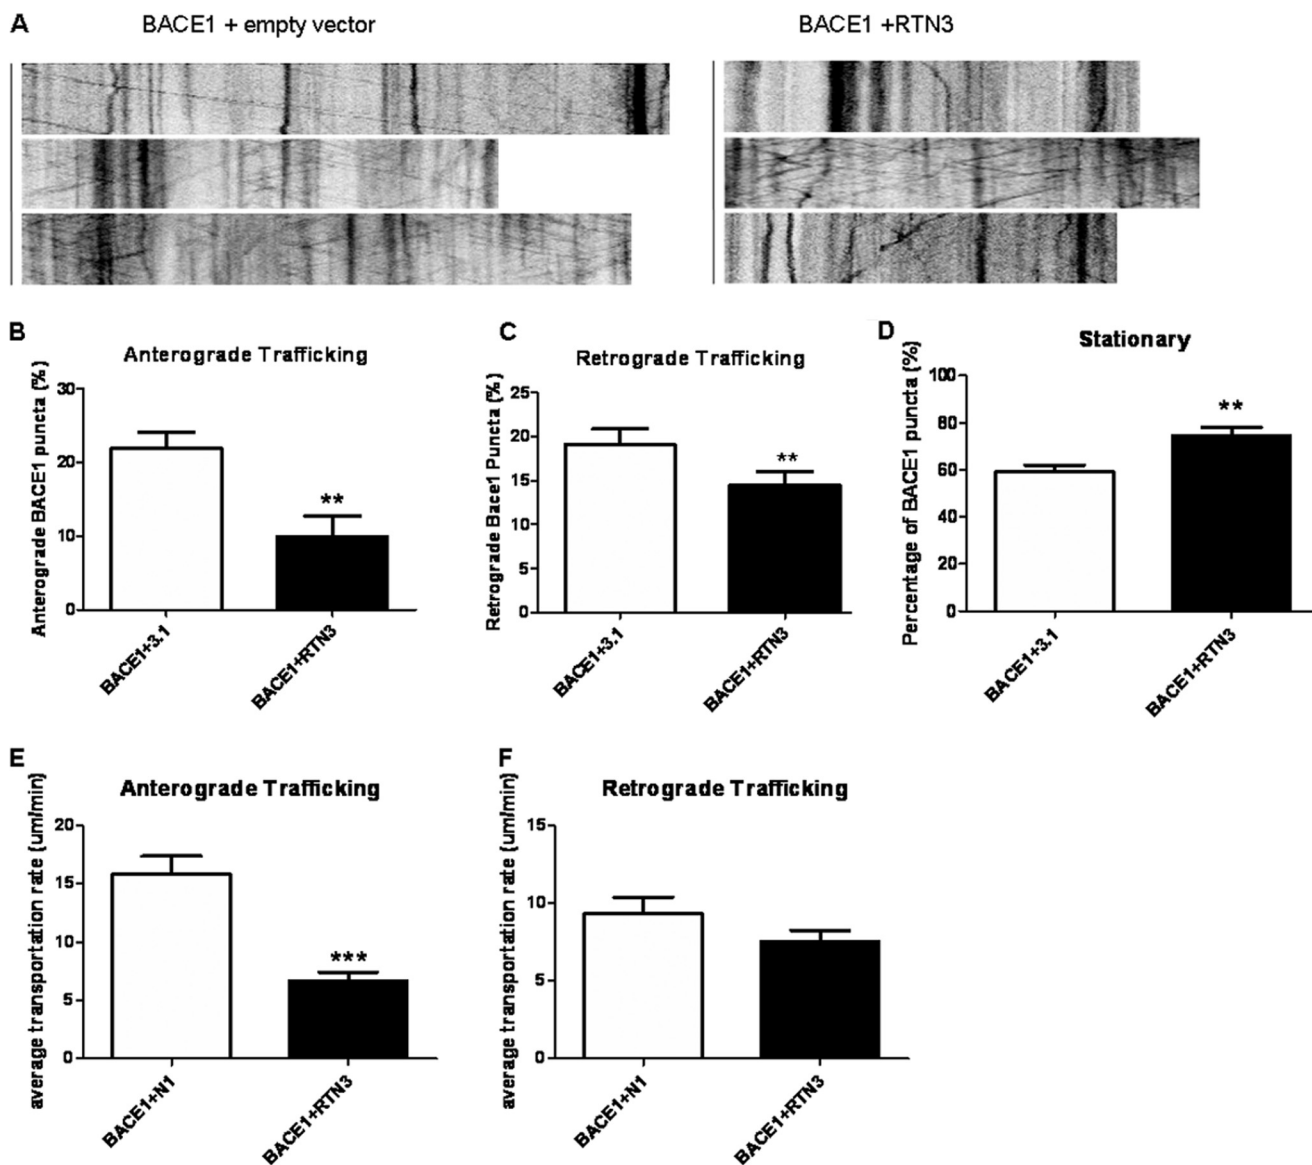 A
BACE1 + empty vector
BACE1 +RTN3
B
Anterograde Trafficking
Anterograde BACE1 puncta (%)
30
20
10
0
**
BACE1+3.1
BACE1+RTN3
C
Retrograde Trafficking
Retrograde Bace1 Puncta (%)
25
20
15
10
5
0
**
BACE1+3.1
BACE1+RTN3
D
Stationary
Percentage of BACE1 puncta (%)
100
80
60
40
20
0
**
BACE1+3.1
BACE1+RTN3
E
Anterograde Trafficking
average transportation rate (um/min)
20
15
10
5
0
***
BACE1+N1
BACE1+RTN3
F
Retrograde Trafficking
average transportation rate (um/min)
15
10
5
0
BACE1+N1
BACE1+RTN3